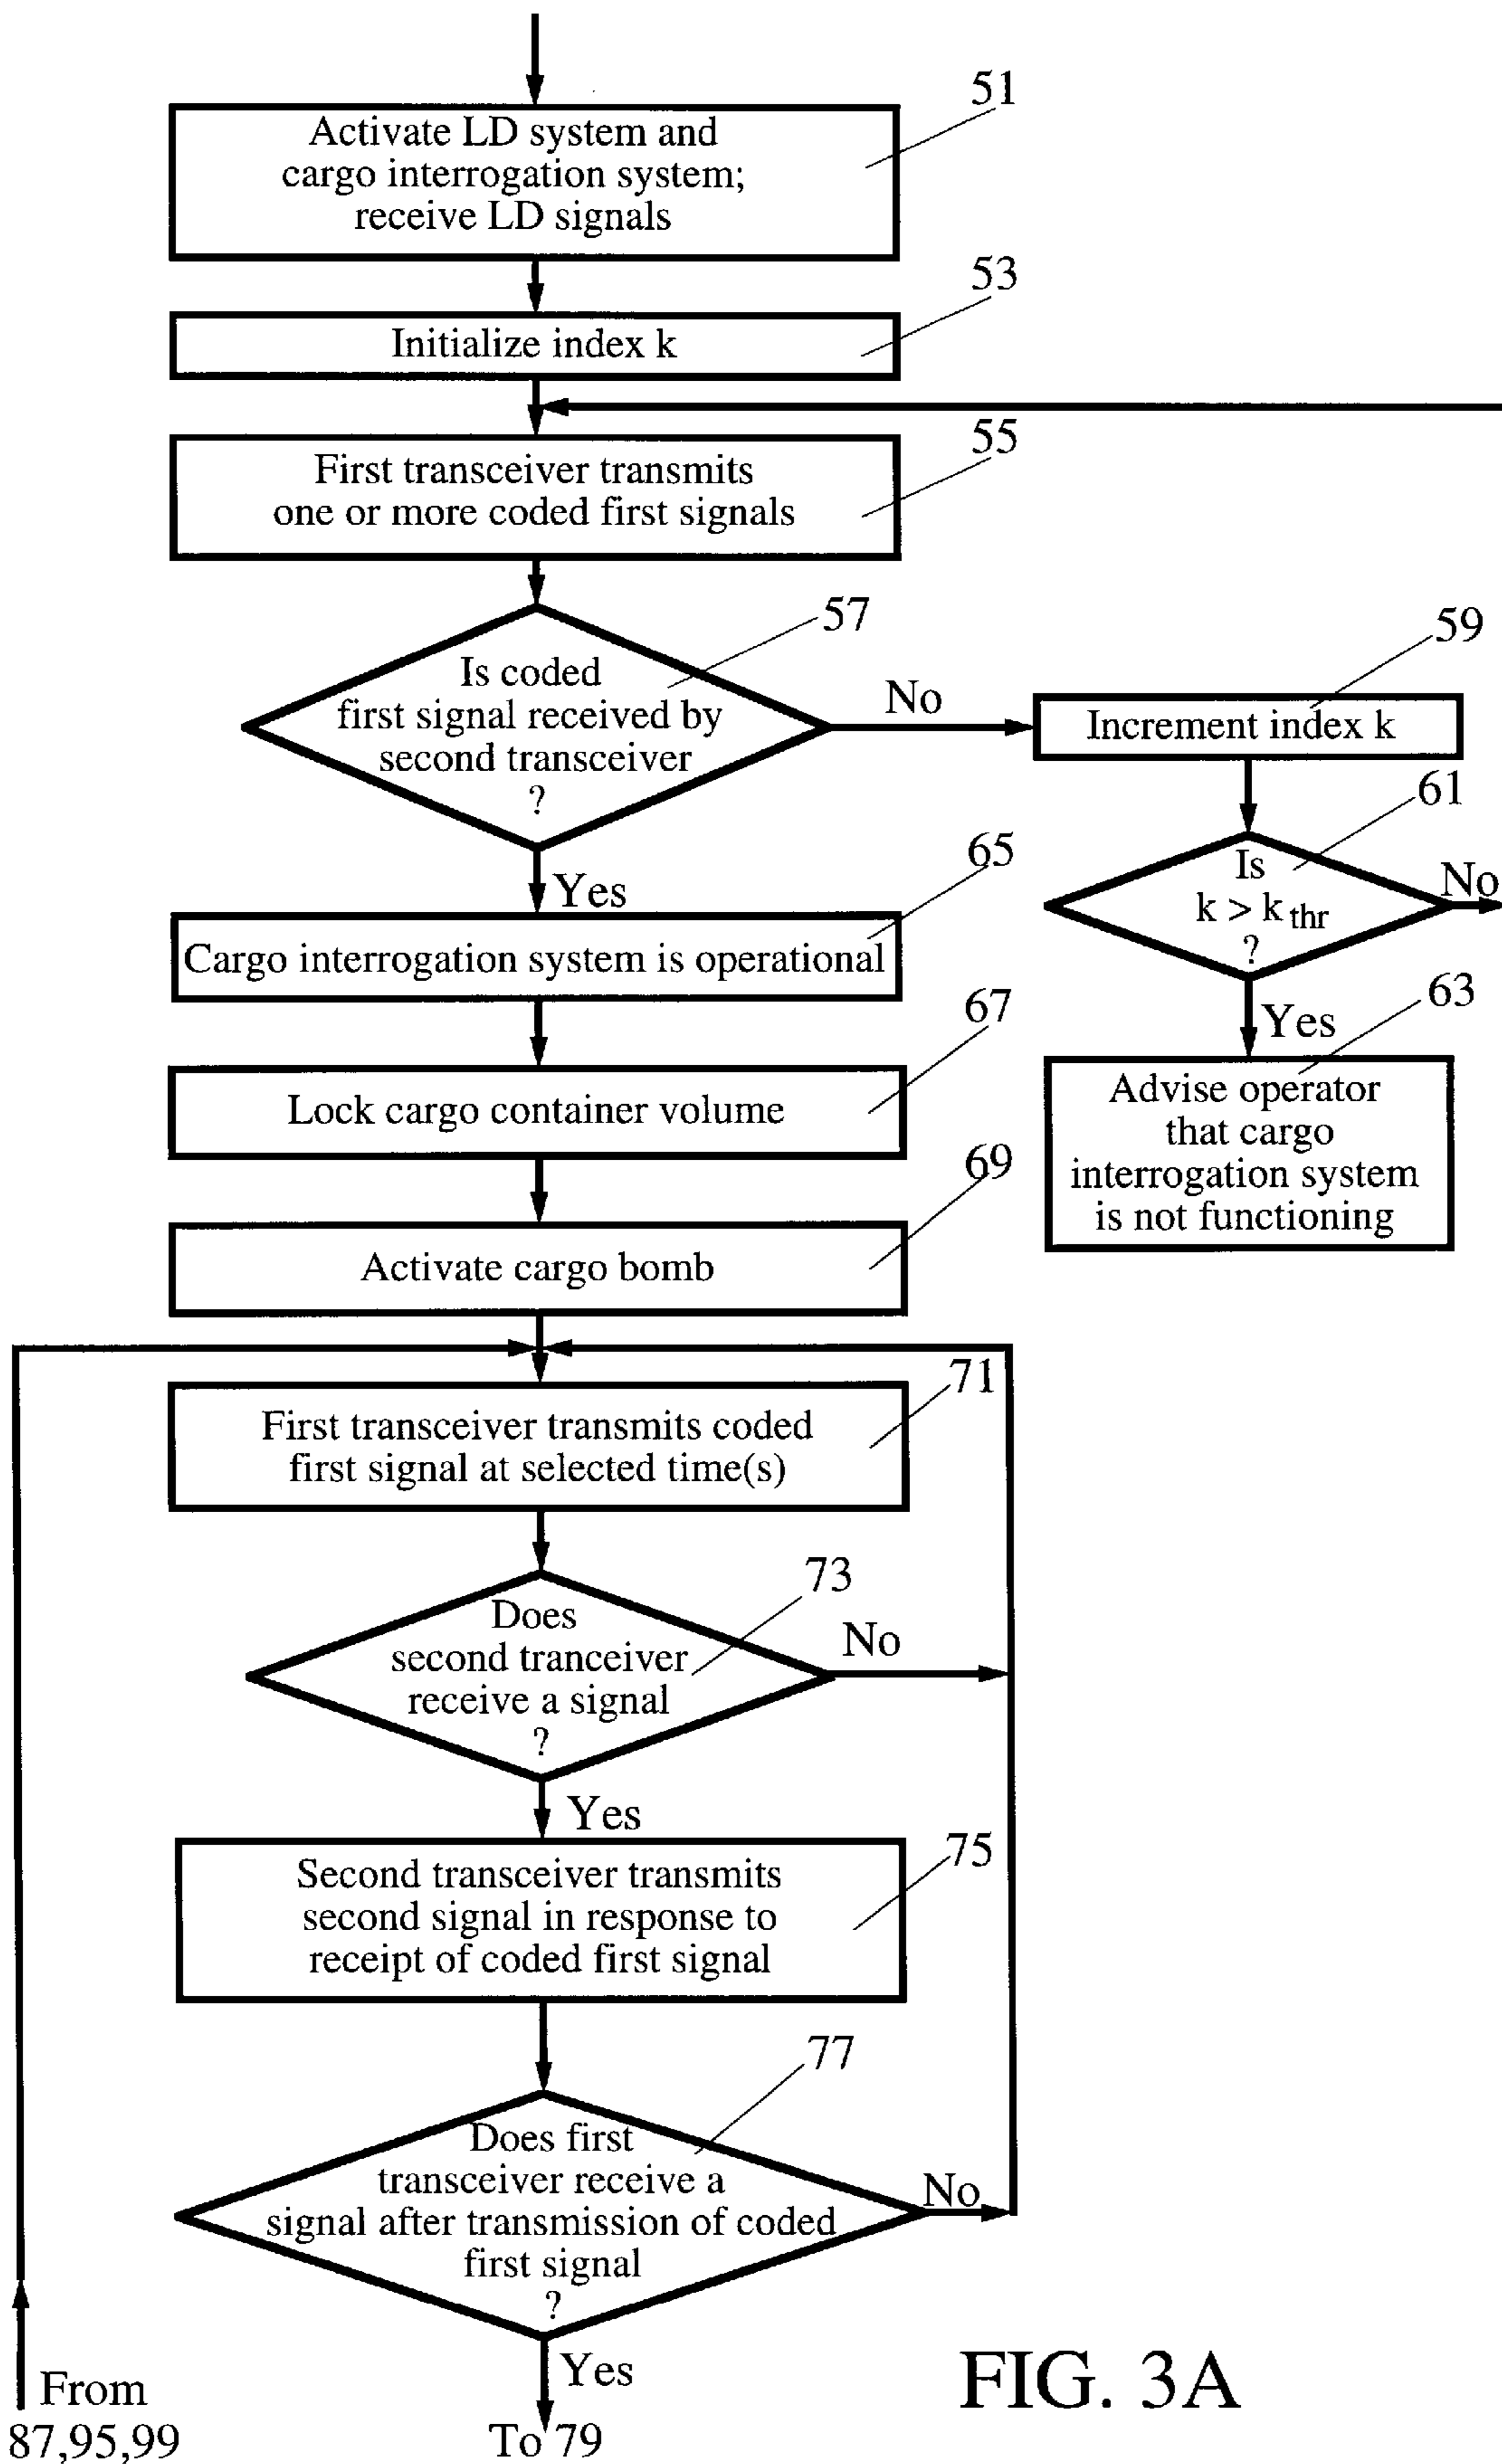 51
Activate LD system and
cargo interrogation system;
receive LD signals
53
Initialize index k
55
First transceiver transmits
one or more coded first signals
57
Is coded
first signal received by
second transceiver
?
No
59
Increment index k
61
Is
k > k thr
?
No
Yes
63
Advise operator
that cargo
interrogation system
is not functioning
Yes
65
Cargo interrogation system is operational
67
Lock cargo container volume
69
Activate cargo bomb
71
First transceiver transmits coded
first signal at selected time(s)
73
Does
second tranceiver
receive a signal
?
No
Yes
75
Second transceiver transmits
second signal in response to
receipt of coded first signal
77
Does first
transceiver receive a
signal after transmission of coded
first signal
?
No
Yes
To 79
From
87,95,99
FIG. 3A